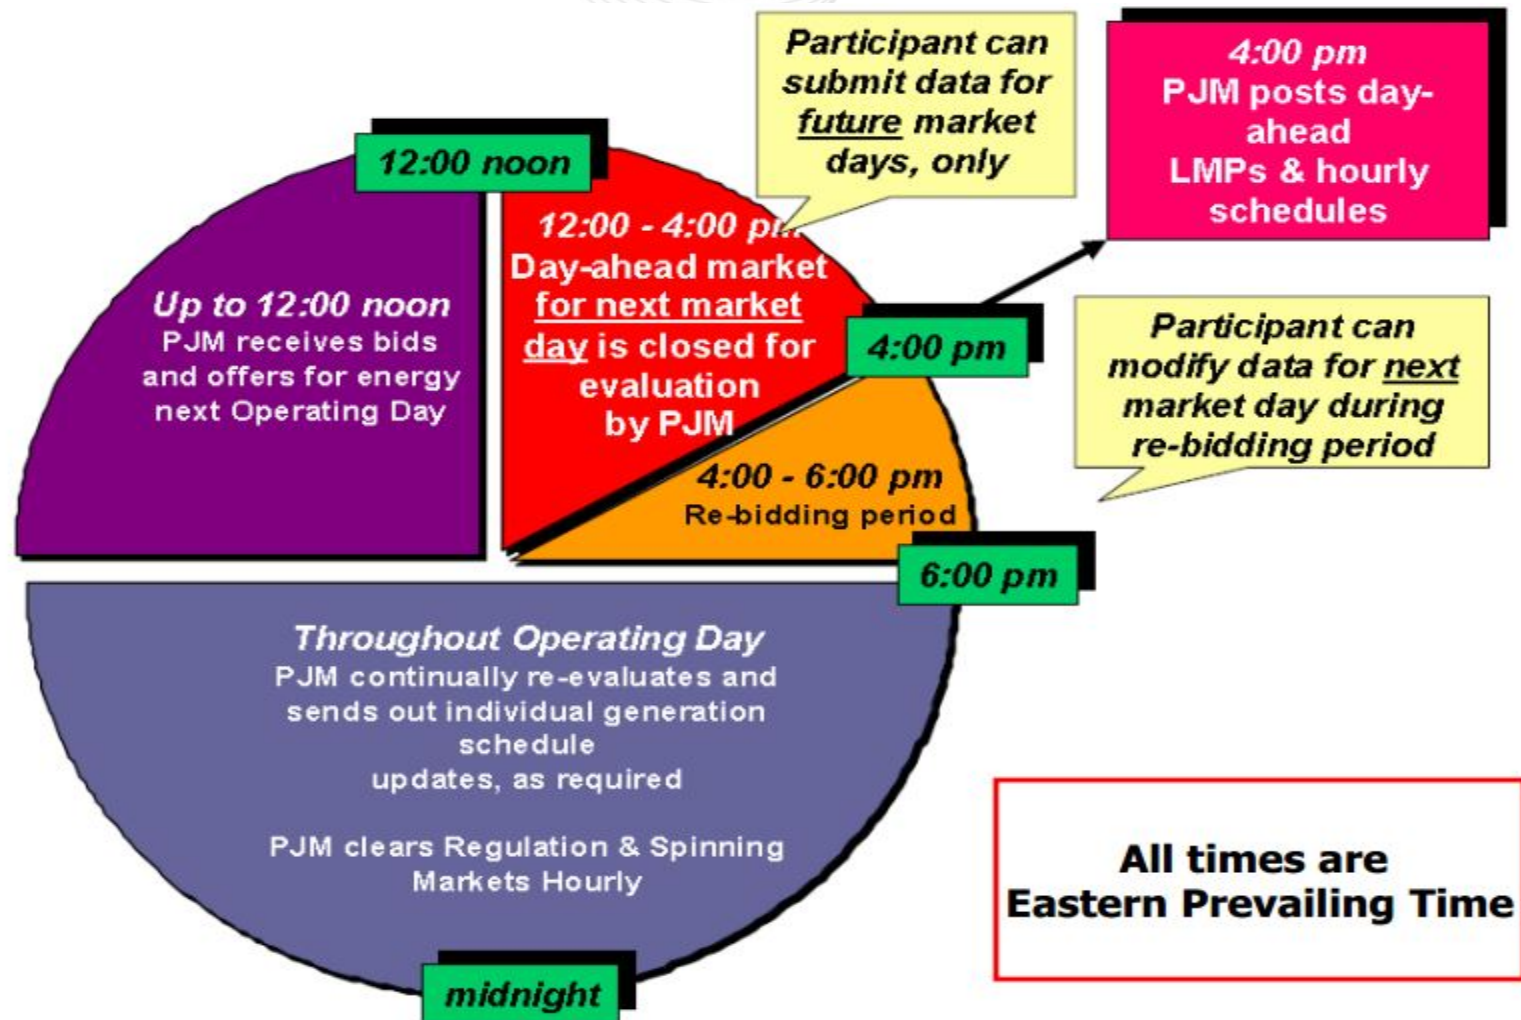 Participant can
submit data for
future market
days, only
4:00 pm
PJM posts day-
ahead
LMPs & hourly
schedules
12:00 noon
12:00 - 4:00 pm
Day-ahead market
for next market
day is closed for
evaluation
by PJM
Up to 12:00 noon
PJM receives bids
and offers for energy
next Operating Day
4:00 pm
Participant can
modify data for next
market day during
re-bidding period
4:00 - 6:00 pm
Re-bidding period
6:00 pm
Throughout Operating Day
PJM continually re-evaluates and
sends out individual generation
schedule
updates, as required
PJM clears Regulation & Spinning
Markets Hourly
All times are
Eastern Prevailing Time
midnight